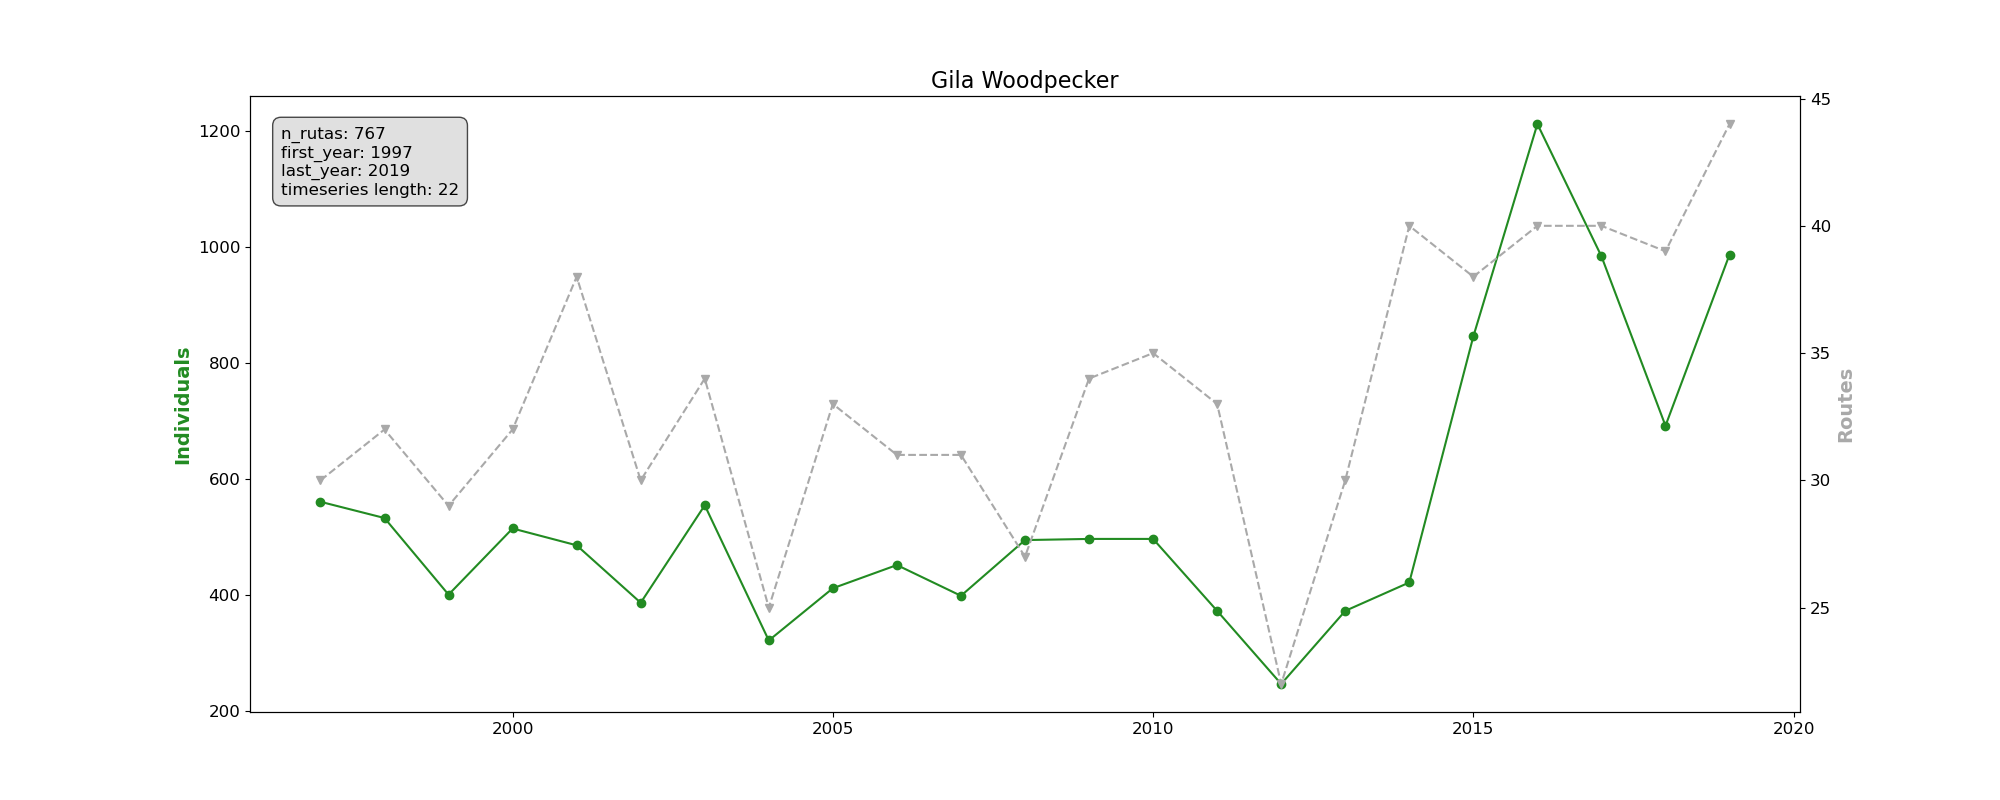 Gila Woodpecker
n_rutas: 767
first_year: 1997
last_year: 2019
timeseries length: 22
1200
1000
800
600
400
200
Individuals
45
40
35
30
25
Routes
2000
2005
2010
2015
2020